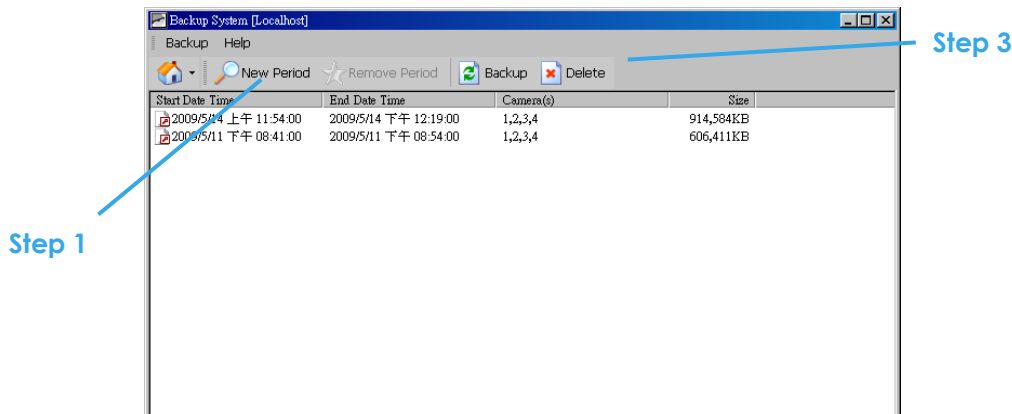 Backup System [Localhost]
Backup Help
Step 3
New Period Remove Period Backup Delete
Start Date Time End Date Time Camera(s) Size
2009/5/14 上午 11:54:00 2009/5/14 下午 12:19:00 1,2,3,4 914,584KB
2009/5/11 下午 08:41:00 2009/5/11 下午 08:54:00 1,2,3,4 606,411KB
Step 1